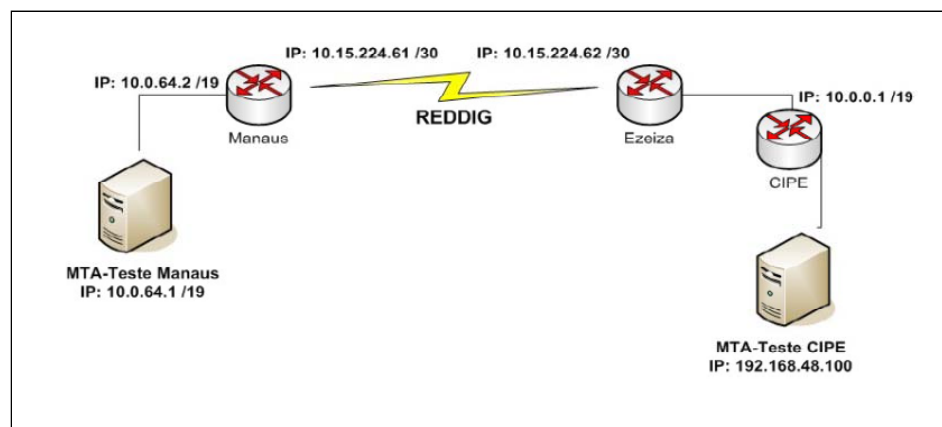 IP: 10.15.224.61 /30
IP: 10.15.224.62 /30
IP: 10.0.64.2 /19
IP: 10.0.0.1 /19
REDDIG
Manaus
Ezeiza
CIPE
MTA-Teste Manaus
IP: 10.0.64.1 /19
MTA-Teste CIPE
IP: 192.168.48.100